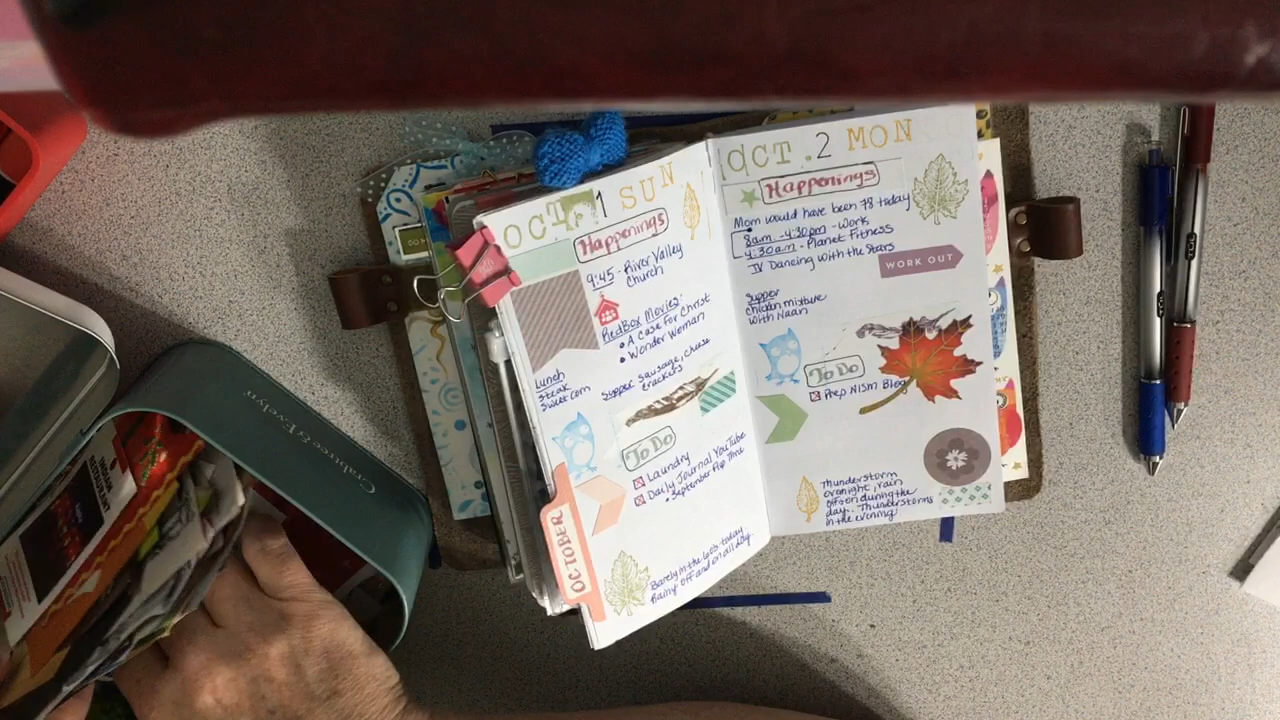 OCT. 1 SUN
Happenings
9:45 - River Valley
Church
RedBox Movies:
• A Case For Christ
• Wonder Woman
Lunch
Steak
Sweet corn
Supper Sausage, cheese
crackers
To Do
Laundry
Daily Journal YouTube
• September Flip Thru
OCTOBER
Barely in the 60's today.
Rainy off and on all day.
OCT. 2 MON
Happenings
Mom would have been 78 today
8am - 4:30pm - Work
4:30am - Planet Fitness
TV Dancing with the Stars
WORK OUT
Supper
chicken mixture
with Naan
To Do
Prep NISM Blog
Thunderstorm
overnight, rain
off on during the
day. Thunderstorms
in the evening
Crabtree & Evelyn